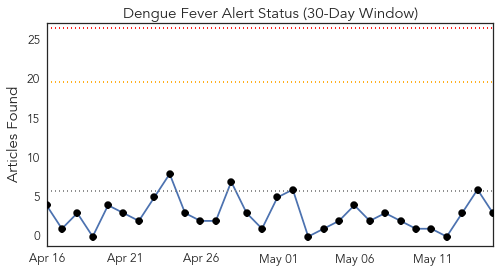 Dengue Fever Alert Status (30-Day Window)
Articles Found
25
20
15
10
5
0
Apr 16 Apr 21 Apr 26 May 01 May 06 May 11